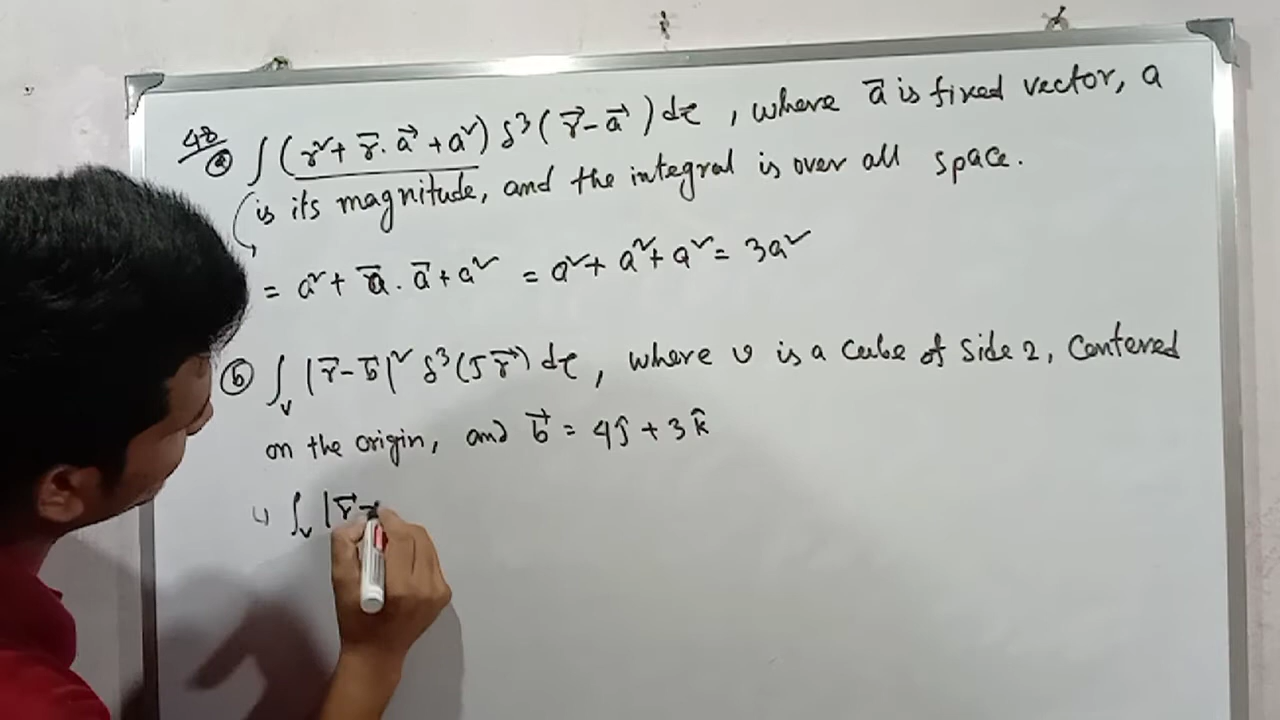 48
ⓐ ∫ (r² + r⃗. a⃗ + a²) δ³ (r⃗ - a⃗) dτ , where a⃗ is fixed vector, a
is its magnitude, and the integral is over all space.
= a² + a⃗ . a⃗ + a² = a² + a² + a² = 3a²
ⓑ ∫ᵥ |r⃗ - b⃗|² δ³ (5r⃗) dτ , where v is a cube of side 2, Centered
on the origin, and b⃗ = 4ĵ + 3k̂
↳ ∫ᵥ |r⃗ -